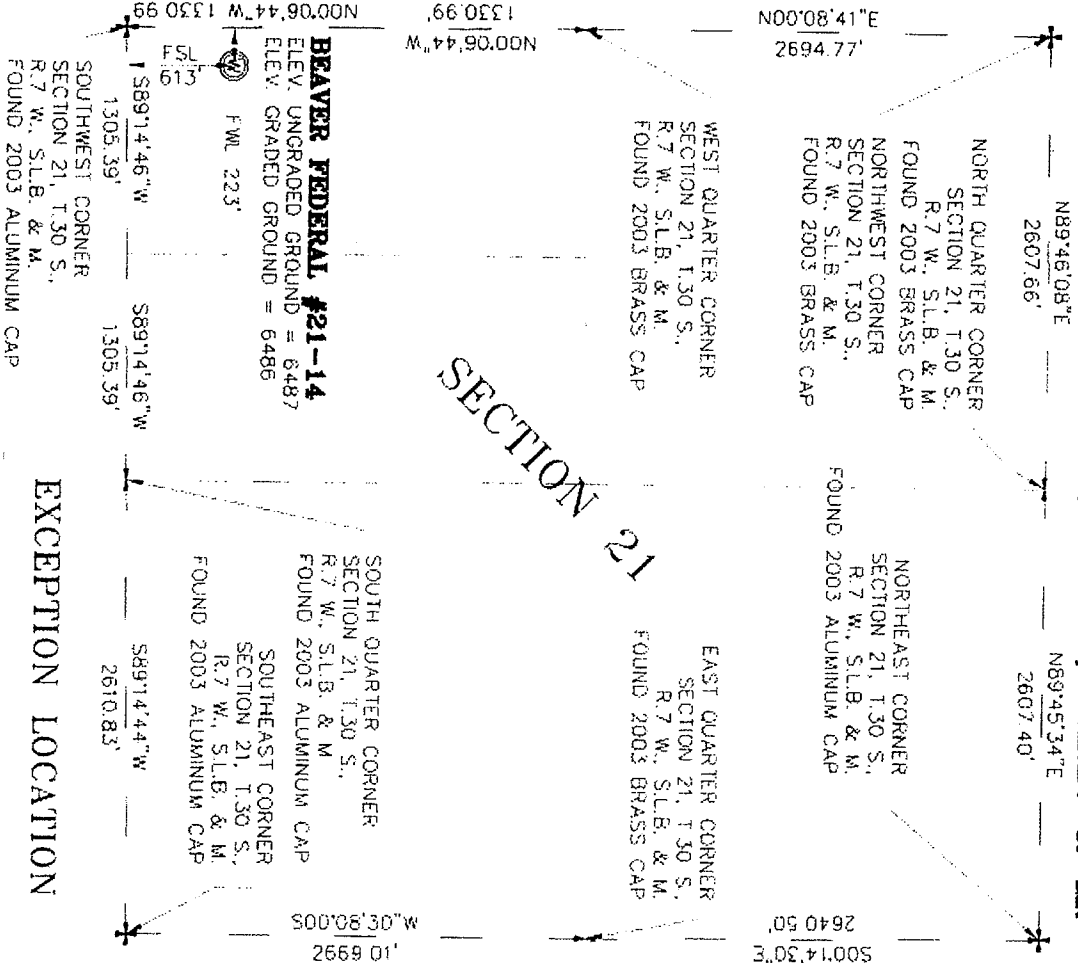 N89°46'08"E
2607.66'
N89°45'34"E
2607.40'
N00°08'41"E
2694.77'
NORTH QUARTER CORNER
SECTION 21, T.30 S.,
R.7 W., S.L.B. & M.
FOUND 2003 BRASS CAP
NORTHWEST CORNER
SECTION 21, T.30 S.,
R.7 W., S.L.B. & M.
FOUND 2003 BRASS CAP
NORTHEAST CORNER
SECTION 21, T.30 S.,
R.7 W., S.L.B. & M.
FOUND 2003 ALUMINUM CAP
S00°14'30"E
2640.50'
WEST QUARTER CORNER
SECTION 21, T.30 S.,
R.7 W., S.L.B. & M.
FOUND 2003 BRASS CAP
N00°06'44"W
1330.99'
EAST QUARTER CORNER
SECTION 21, T.30 S.,
R.7 W., S.L.B. & M.
FOUND 2003 BRASS CAP
SECTION 21
BEAVER FEDERAL #21-14
ELEV. UNGRADED GROUND = 6487
ELEV. GRADED GROUND = 6486
N00°06'44"W 1330.99
W
FWL 223'
FSL
613'
SOUTH QUARTER CORNER
SECTION 21, T.30 S.,
R.7 W., S.L.B. & M
FOUND 2003 ALUMINUM CAP
SOUTHEAST CORNER
SECTION 21, T.30 S.,
R.7 W., S.L.B. & M.
FOUND 2003 ALUMINUM CAP
S00°08'30"W
2669.01'
S89°14'46"W
1305.39'
S89°14'46"W
1305.39'
S89°14'44"W
2610.83'
SOUTHWEST CORNER
SECTION 21, T.30 S.,
R.7 W., S.L.B. & M.
FOUND 2003 ALUMINUM CAP
EXCEPTION LOCATION